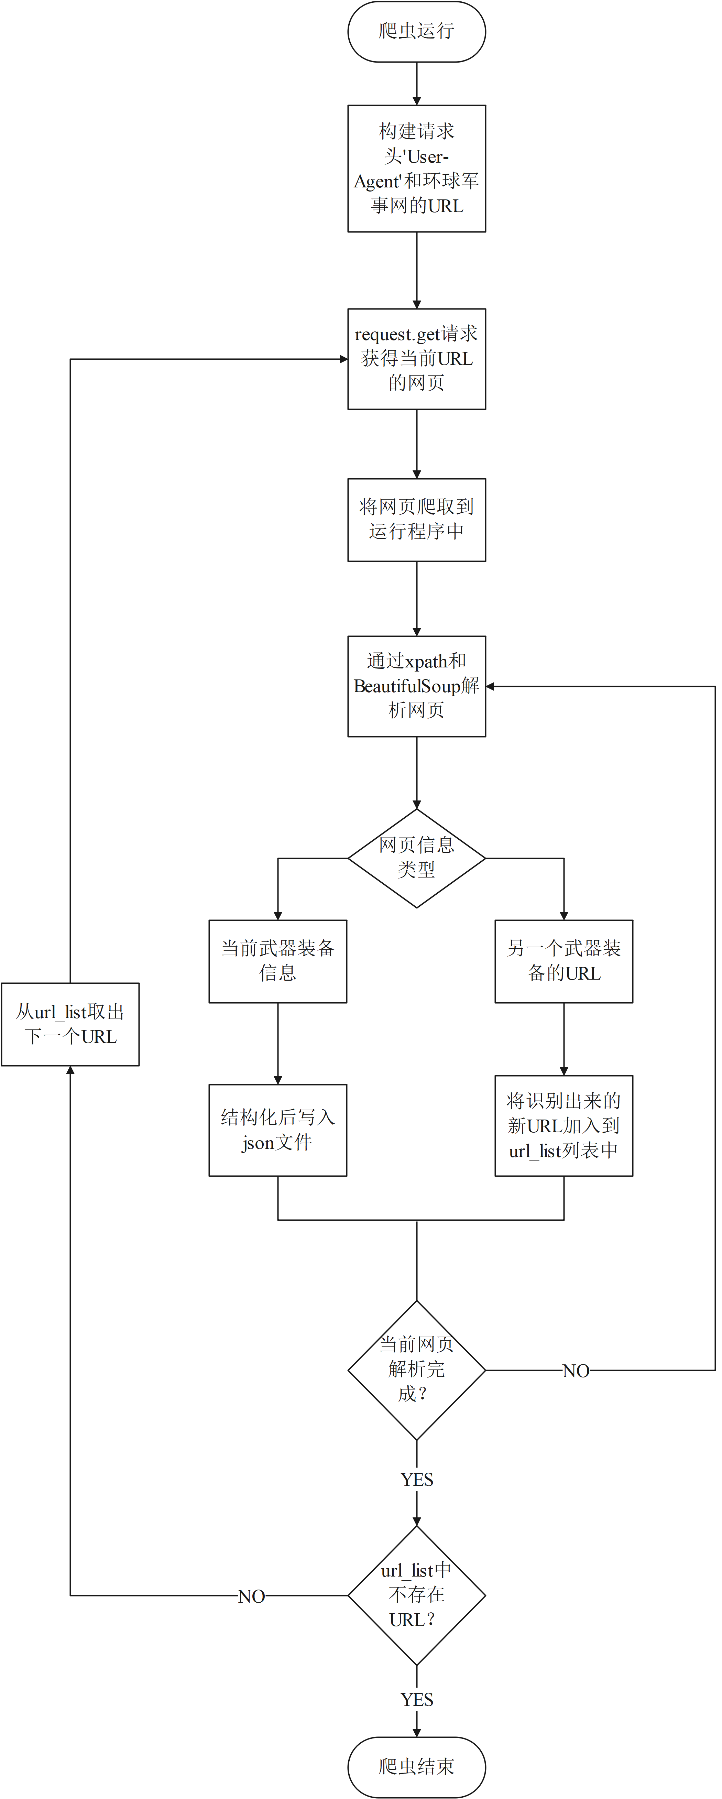 爬虫运行
构建请求
头'User-
Agent'和环球军
事网的URL
request.get请求
获得当前URL
的网页
将网页爬取到
运行程序中
通过xpath和
BeautifulSoup解
析网页
网页信息
类型
当前武器装备
信息
另一个武器装
备的URL
从url_list取出
下一个URL
结构化后写入
json文件
将识别出来的
新URL加入到
url_list列表中
当前网页
解析完
成？
NO
YES
url_list中
不存在
URL？
NO
YES
爬虫结束